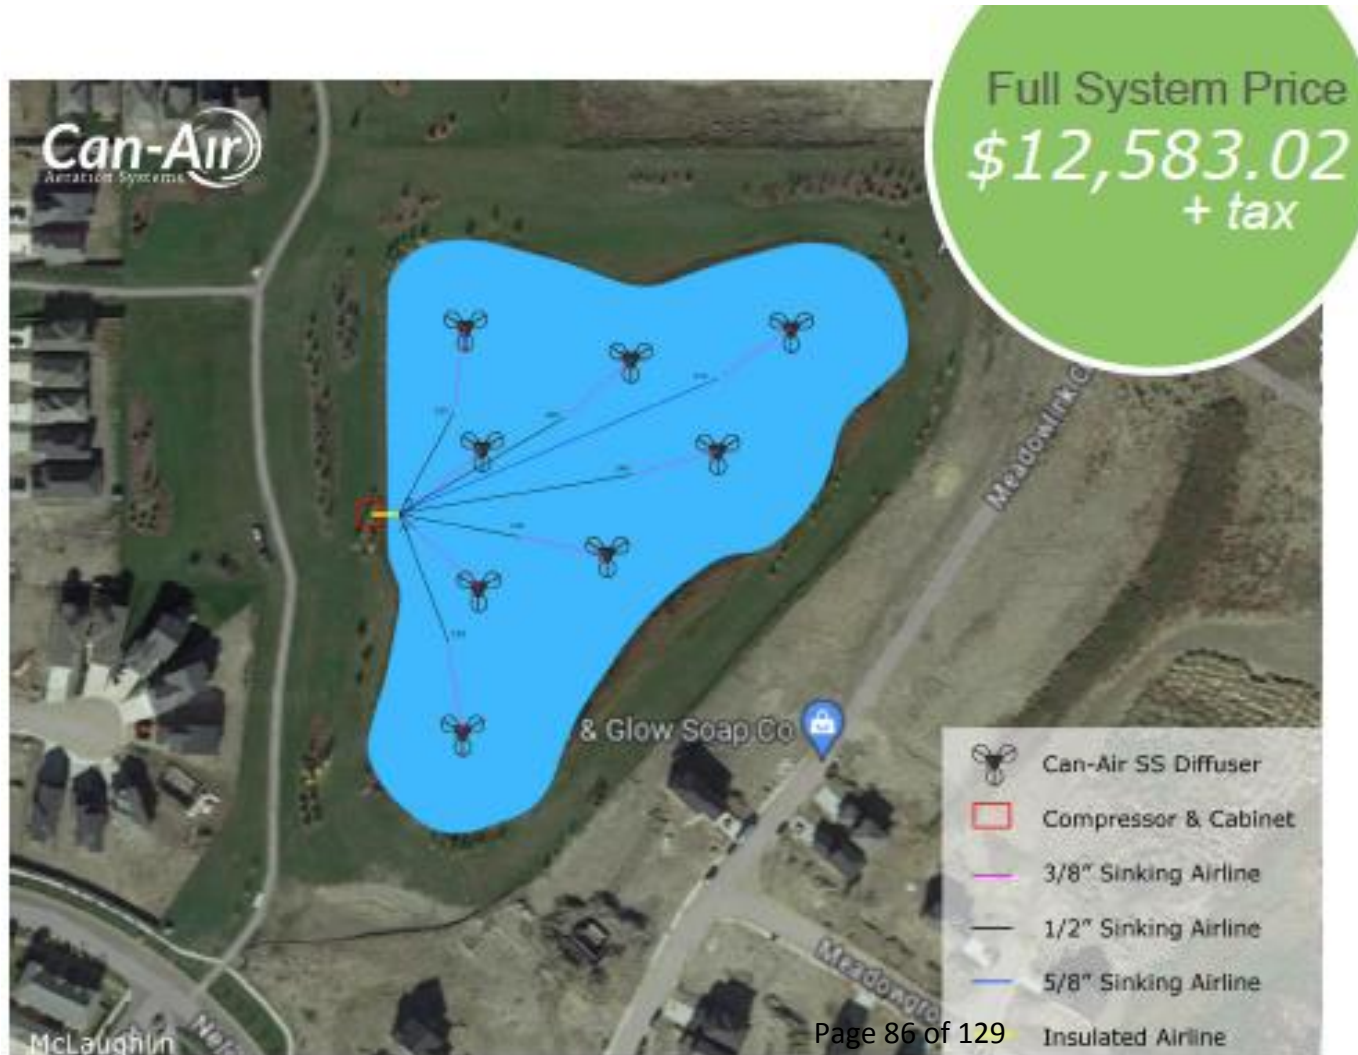 Full System Price
$12,583.02
+ tax
Can-Air
Aeration Systems
& Glow Soap Co
Can-Air SS Diffuser
Compressor & Cabinet
3/8” Sinking Airline
1/2” Sinking Airline
5/8” Sinking Airline
Insulated Airline
Page 86 of 129
McLaughlin